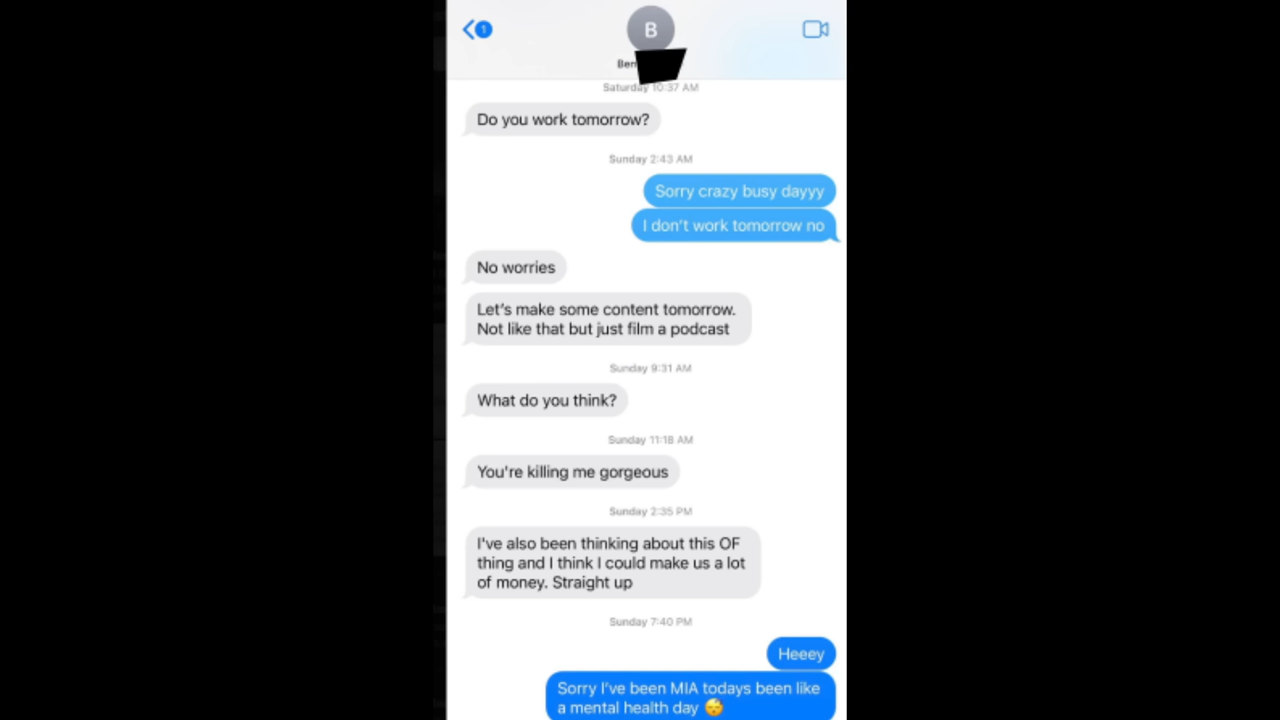 1
B
Ben
Saturday 10:37 AM
Do you work tomorrow?
Sunday 2:43 AM
Sorry crazy busy dayyy
I don't work tomorrow no
No worries
Let's make some content tomorrow.
Not like that but just film a podcast
Sunday 9:31 AM
What do you think?
Sunday 11:18 AM
You're killing me gorgeous
Sunday 2:35 PM
I've also been thinking about this OF
thing and I think I could make us a lot
of money. Straight up
Sunday 7:40 PM
Heeey
Sorry I've been MIA todays been like
a mental health day 😴